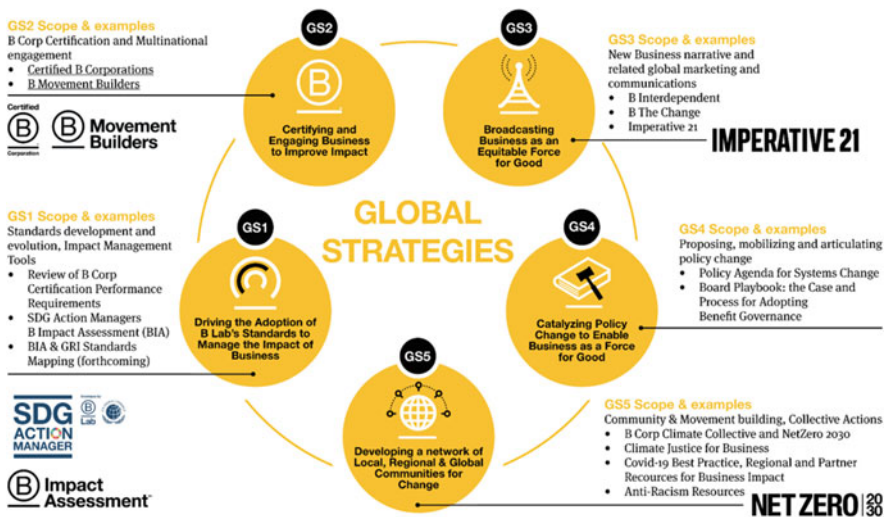 GS2 Scope & examples
B Corp Certification and Multinational
engagement
• Certified B Corporations
• B Movement Builders
Certified
B
Corporation
B Movement
Builders
GS2
B
Certifying and
Engaging Business
to Improve Impact
GS3
Broadcasting
Business as an
Equitable Force
for Good
GS3 Scope & examples
New Business narrative and
related global marketing and
communications
• B Interdependent
• B The Change
• Imperative 21
IMPERATIVE 21
GLOBAL
STRATEGIES
GS1 Scope & examples
Standards development and
evolution, Impact Management
Tools
• Review of B Corp
Certification Performance
Requirements
• SDG Action Managers
B Impact Assessment (BIA)
• BIA & GRI Standards
Mapping (forthcoming)
SDG
ACTION
MANAGER
B
Lab
B Impact
Assessment
GS1
Driving the Adoption of
B Lab's Standards to
Manage the Impact of
Business
GS4
Catalyzing Policy
Change to Enable
Business as a Force
for Good
GS4 Scope & examples
Proposing, mobilizing and articulating
policy change
• Policy Agenda for Systems Change
• Board Playbook: the Case and
Process for Adopting
Benefit Governance
GS5
Developing a network of
Local, Regional & Global
Communities for
Change
GS5 Scope & examples
Community & Movement building, Collective Actions
• B Corp Climate Collective and NetZero 2030
• Climate Justice for Business
• Covid-19 Best Practice, Regional and Partner
Recources for Business Impact
• Anti-Racism Resources
NET ZERO 20
30